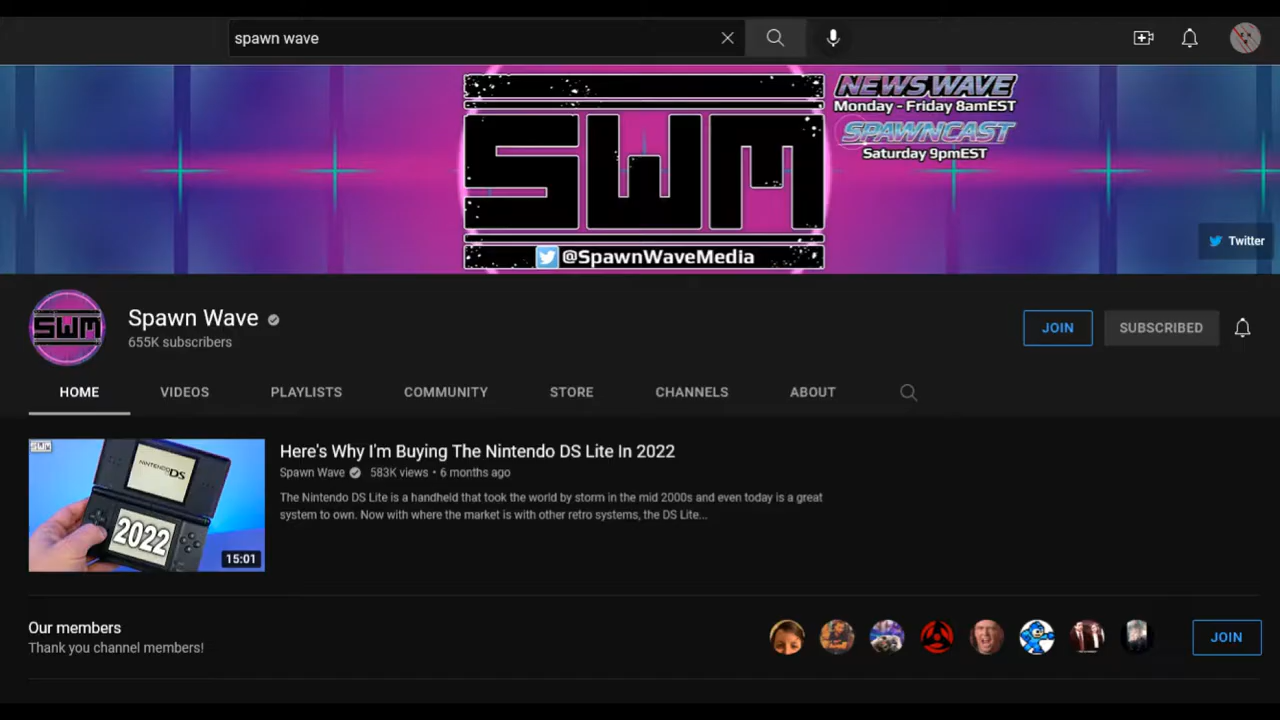 spawn wave
NEWSWAVE
Monday - Friday 8amEST
SPAWNCAST
Saturday 9pmEST
SWM
@SpawnWaveMedia
Twitter
SWM
Spawn Wave
655K subscribers
JOIN
SUBSCRIBED
HOME
VIDEOS
PLAYLISTS
COMMUNITY
STORE
CHANNELS
ABOUT
SWM
NINTENDO DS
2022
15:01
Here's Why I'm Buying The Nintendo DS Lite In 2022
Spawn Wave 583K views • 6 months ago
The Nintendo DS Lite is a handheld that took the world by storm in the mid 2000s and even today is a great
system to own. Now with where the market is with other retro systems, the DS Lite...
Our members
Thank you channel members!
JOIN